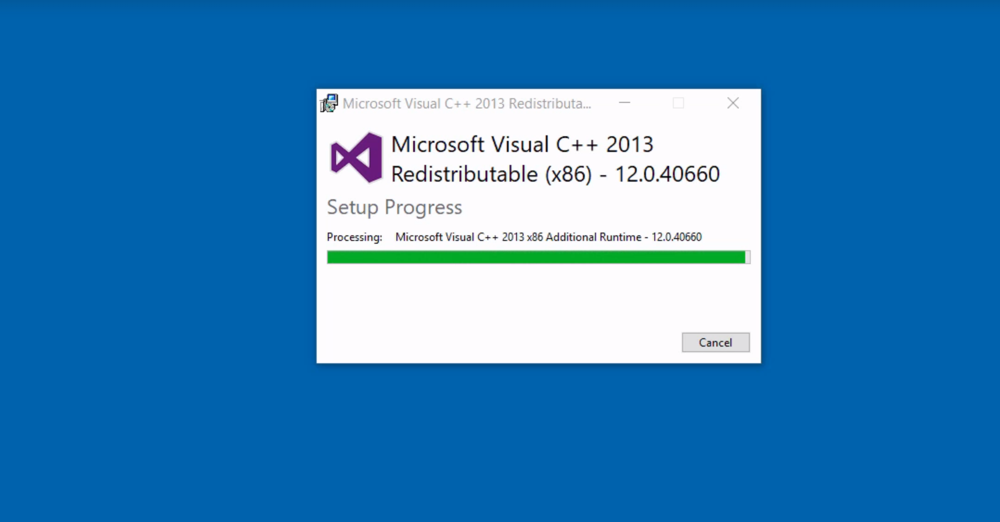 Microsoft Visual C++ 2013 Redistributa...
Microsoft Visual C++ 2013
Redistributable (x86) - 12.0.40660
Setup Progress
Processing: Microsoft Visual C++ 2013 x86 Additional Runtime - 12.0.40660
Cancel